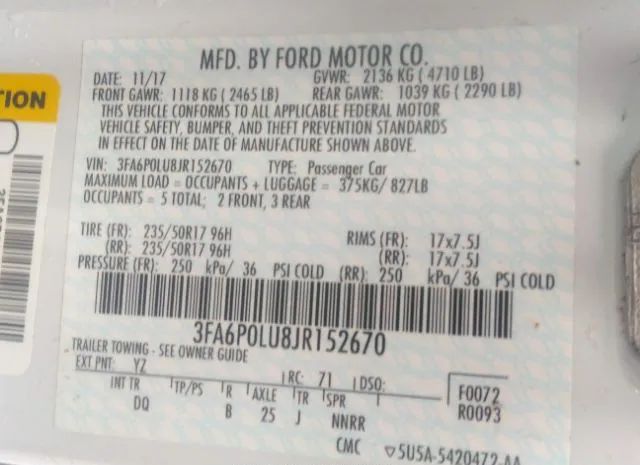 MFD. BY FORD MOTOR CO.
DATE: 11/17 GVWR: 2136 KG ( 4710 LB)
FRONT GAWR: 1118 KG ( 2465 LB) REAR GAWR: 1039 KG ( 2290 LB)
THIS VEHICLE CONFORMS TO ALL APPLICABLE FEDERAL MOTOR
VEHICLE SAFETY, BUMPER, AND THEFT PREVENTION STANDARDS
IN EFFECT ON THE DATE OF MANUFACTURE SHOWN ABOVE.
VIN: 3FA6P0LU8JR152670 TYPE: Passenger Car
MAXIMUM LOAD = OCCUPANTS + LUGGAGE = 375KG/ 827LB
OCCUPANTS = 5 TOTAL; 2 FRONT, 3 REAR
TIRE (FR): 235/50R17 96H RIMS (FR): 17x7.5J
(RR): 235/50R17 96H (RR): 17x7.5J
PRESSURE (FR): 250 kPa/ 36 PSI COLD (RR): 250 kPa/ 36 PSI COLD
3FA6P0LU8JR152670
TRAILER TOWING - SEE OWNER GUIDE
EXT PNT: YZ RC: 71 DSO: F0072
INT TR TP/PS R AXLE TR SPR R0093
DQ B 25 J NNRR
CMC ▽5U5A-5420472-AA
TION